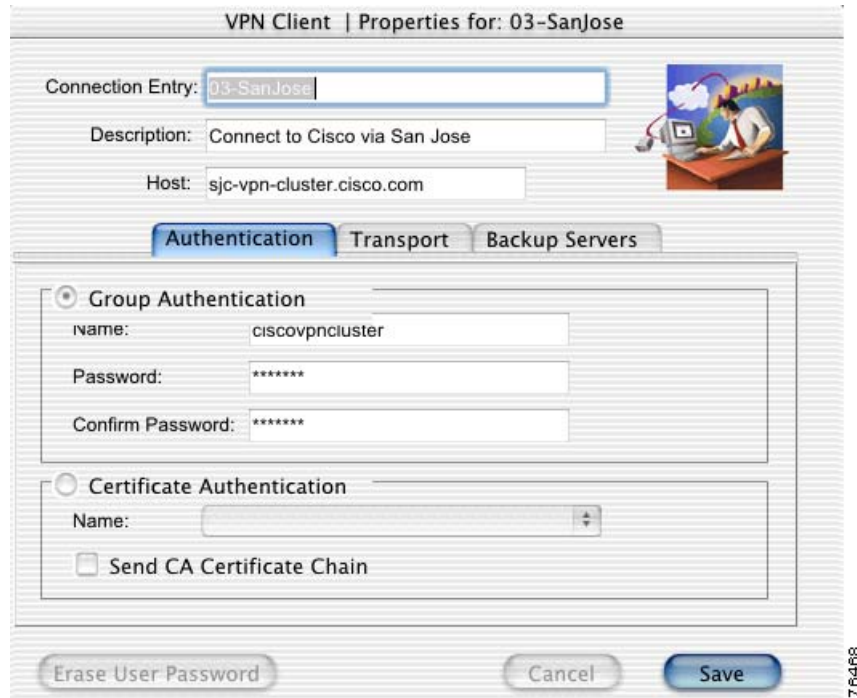 VPN Client | Properties for: 03-SanJose
Connection Entry: 03-SanJose
Description: Connect to Cisco via San Jose
Host: sjc-vpn-cluster.cisco.com
Authentication Transport Backup Servers
Group Authentication
Name: ciscovpncluster
Password: *******
Confirm Password: *******
Certificate Authentication
Name:
Send CA Certificate Chain
Erase User Password Cancel Save